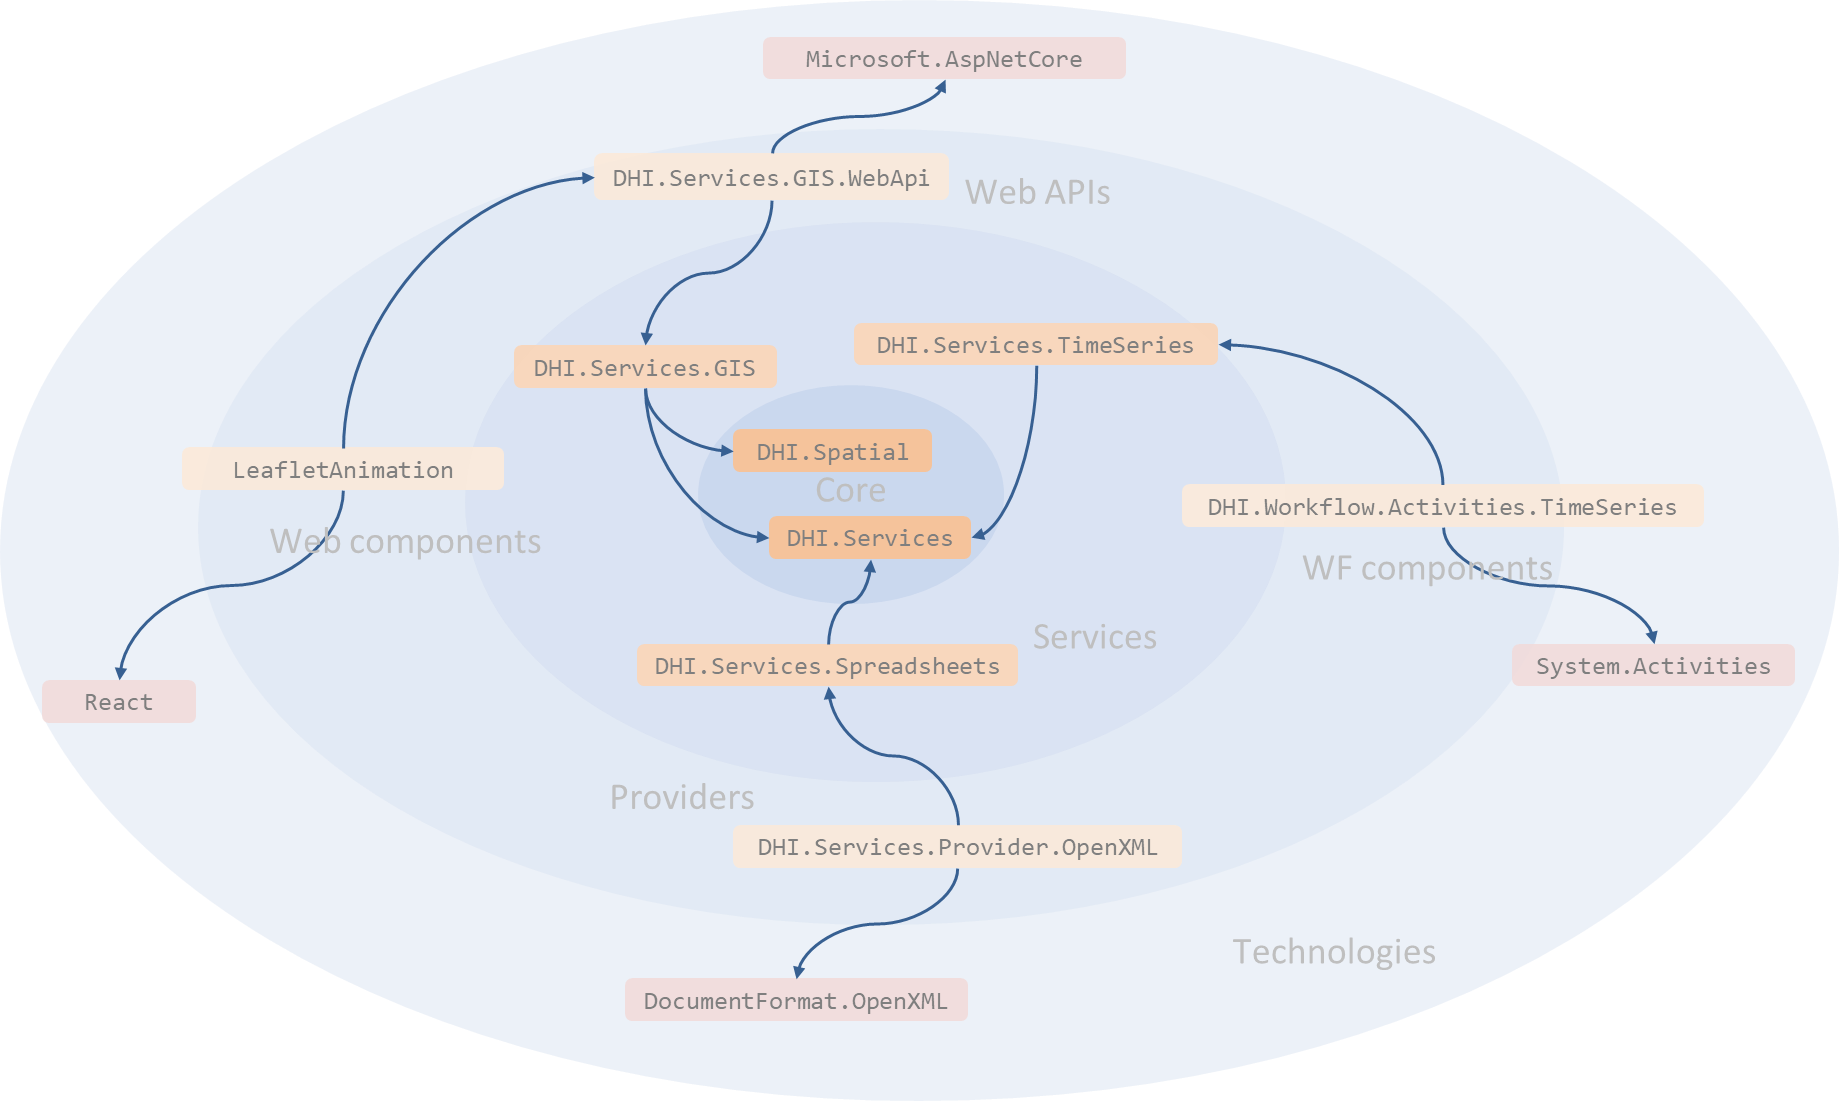 Microsoft.AspNetCore
DHI.Services.GIS.WebApi
Web APIs
DHI.Services.TimeSeries
DHI.Services.GIS
DHI.Spatial
LeafletAnimation
Core
DHI.Workflow.Activities.TimeSeries
DHI.Services
Web components
WF components
Services
DHI.Services.Spreadsheets
System.Activities
React
Providers
DHI.Services.Provider.OpenXML
Technologies
DocumentFormat.OpenXML